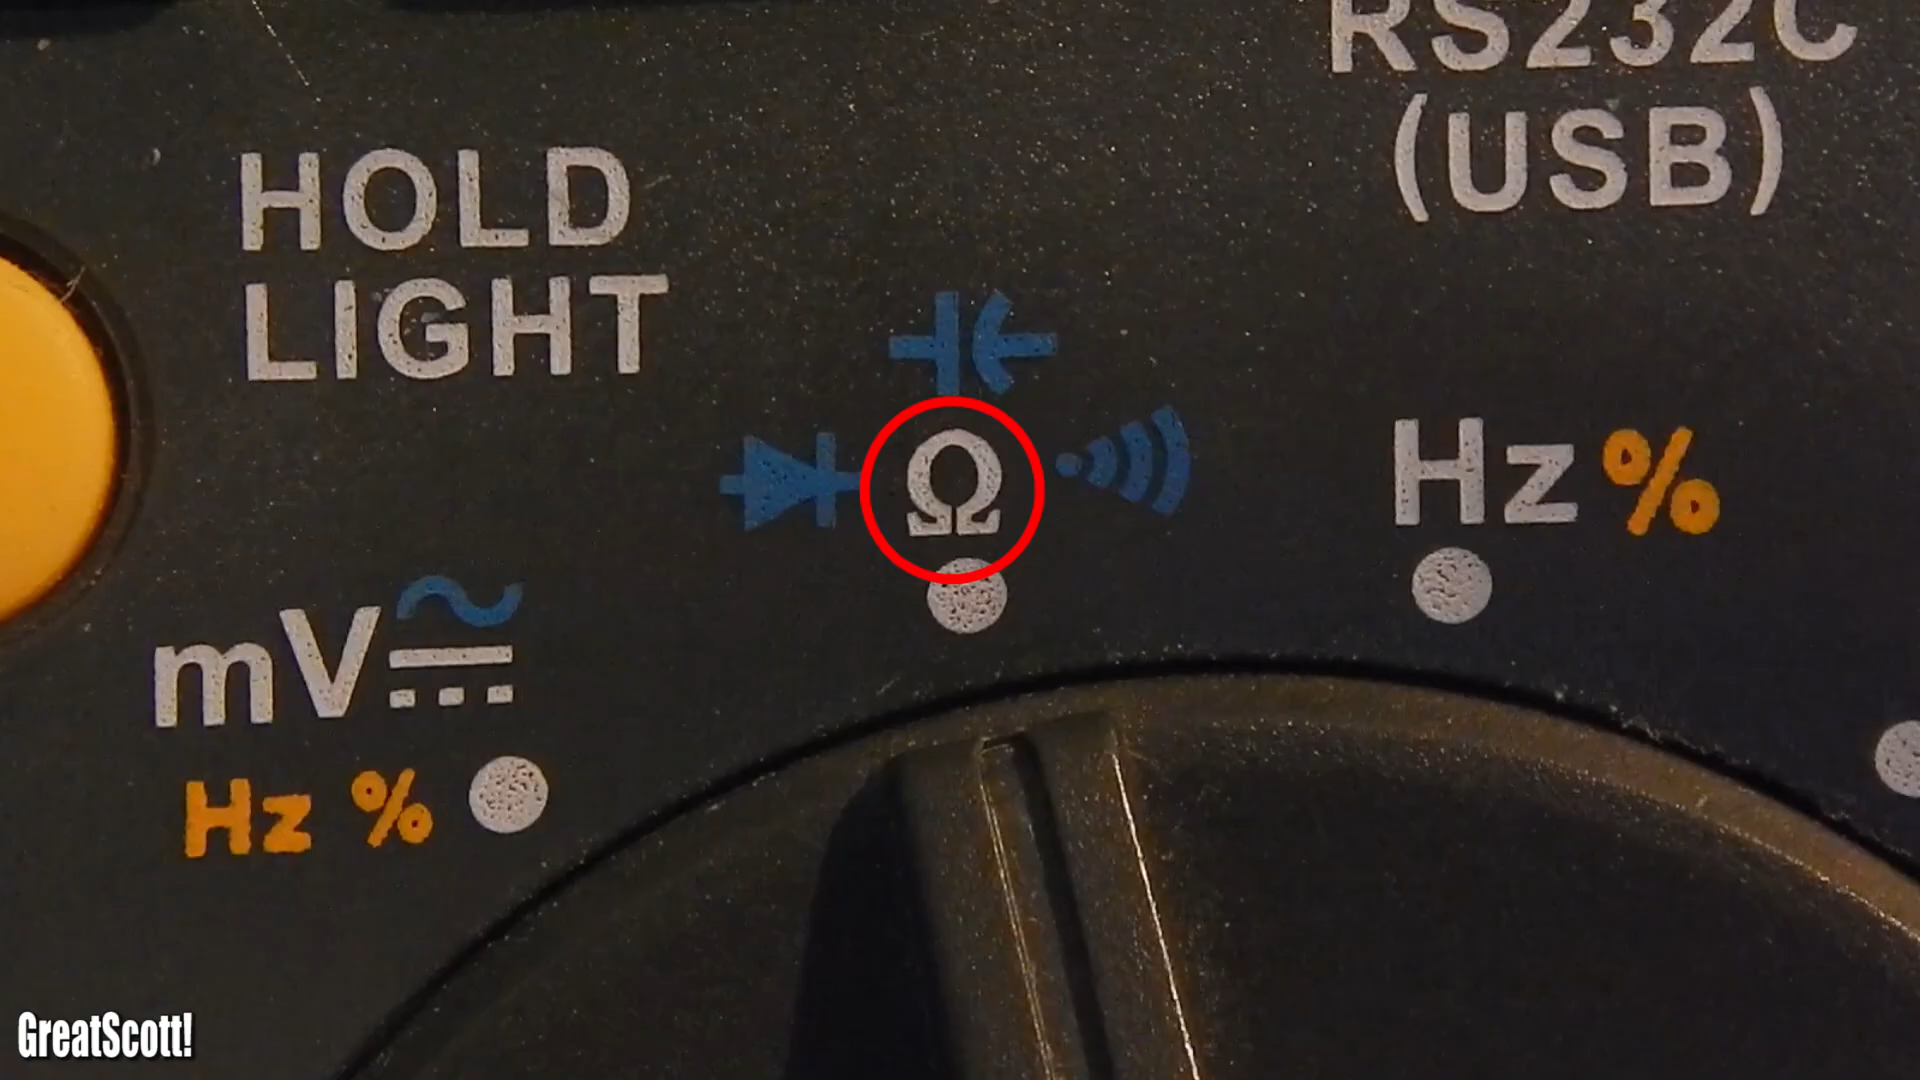 RS232C
(USB)
HOLD
LIGHT
Ω
Hz %
mV
Hz %
GreatScott!